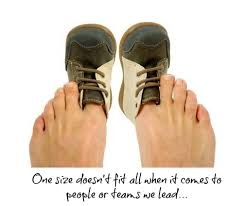 One size doesn't fit all when it comes to
people or teams we lead...